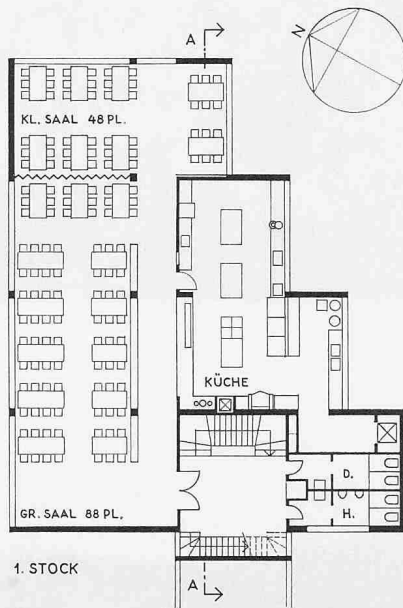 A
N
KL. SAAL 48 PL.
KÜCHE
D.
H.
GR. SAAL 88 PL.
1. STOCK
A